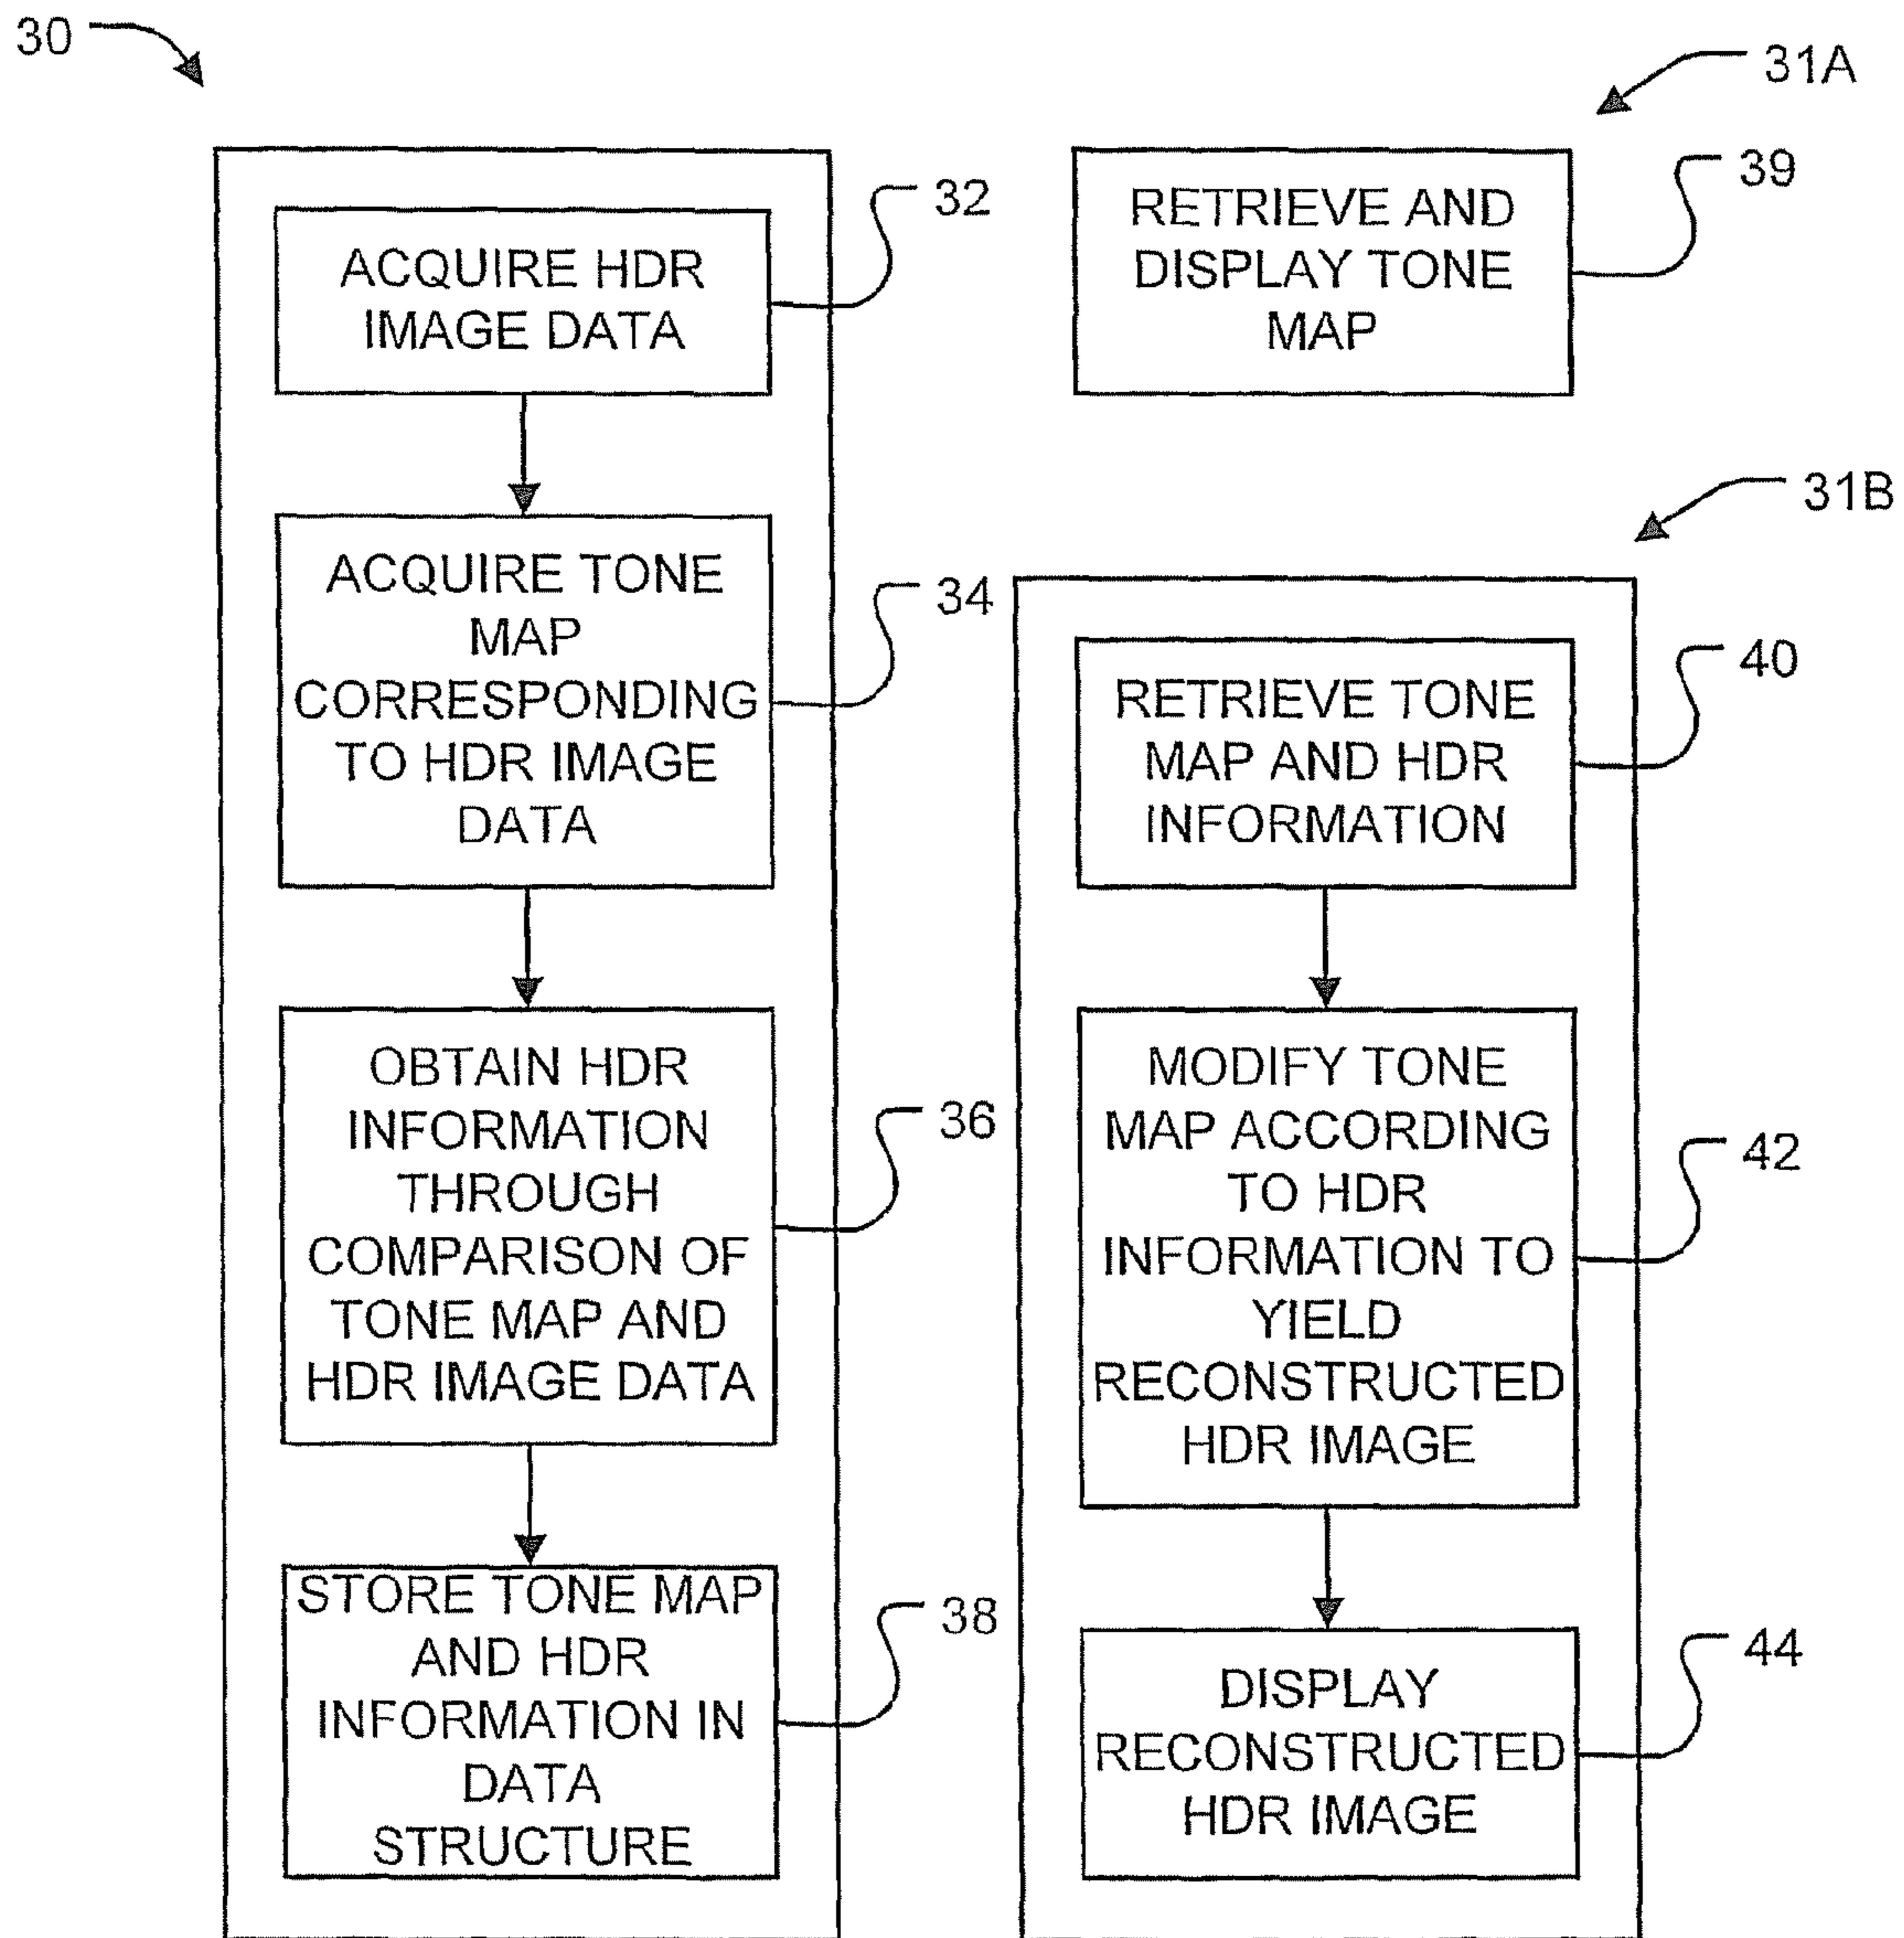 30
32
ACQUIRE HDR
IMAGE DATA
34
ACQUIRE TONE
MAP
CORRESPONDING
TO HDR IMAGE
DATA
36
OBTAIN HDR
INFORMATION
THROUGH
COMPARISON OF
TONE MAP AND
HDR IMAGE DATA
38
STORE TONE MAP
AND HDR
INFORMATION IN
DATA
STRUCTURE
31A
39
RETRIEVE AND
DISPLAY TONE
MAP
31B
40
RETRIEVE TONE
MAP AND HDR
INFORMATION
42
MODIFY TONE
MAP ACCORDING
TO HDR
INFORMATION TO
YIELD
RECONSTRUCTED
HDR IMAGE
44
DISPLAY
RECONSTRUCTED
HDR IMAGE